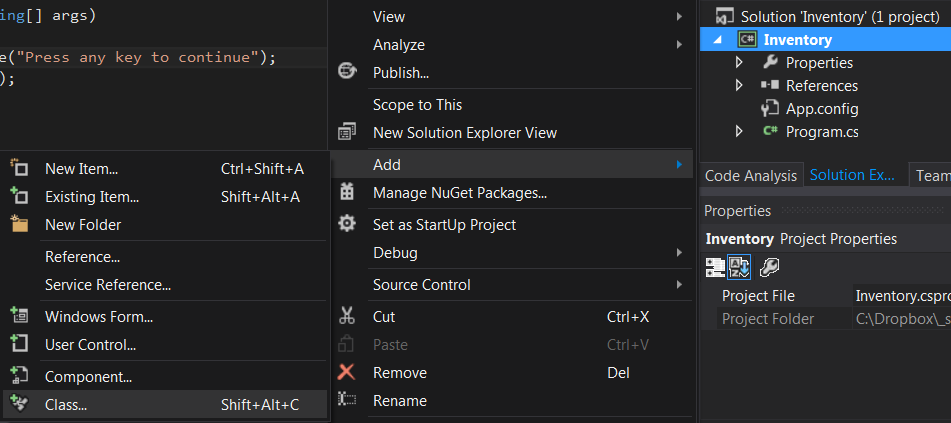 ing[] args)
e("Press any key to continue");
);
View
Analyze
Publish...
Scope to This
New Solution Explorer View
Add
Manage NuGet Packages...
Set as StartUp Project
Debug
Source Control
Cut Ctrl+X
Paste Ctrl+V
Remove Del
Rename
New Item... Ctrl+Shift+A
Existing Item... Shift+Alt+A
New Folder
Reference...
Service Reference...
Windows Form...
User Control...
Component...
Class... Shift+Alt+C
Solution 'Inventory' (1 project)
C# Inventory
Properties
References
App.config
C# Program.cs
Code Analysis Solution Ex... Team
Properties
Inventory Project Properties
Project File Inventory.cspro
Project Folder C:\Dropbox\_s